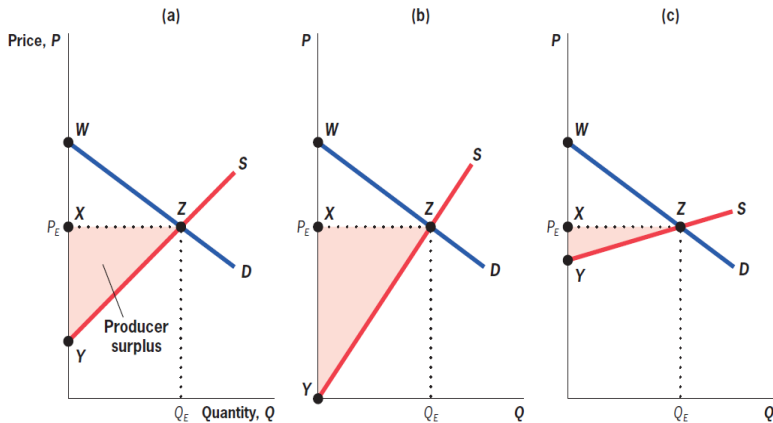 (a)
Price, P
W
S
X
Z
P_E
D
Producer
surplus
Y
Q_E Quantity, Q
(b)
P
W
S
X
Z
P_E
D
Y
Q_E
Q
(c)
P
W
X
Z
S
P_E
Y
D
Q_E
Q